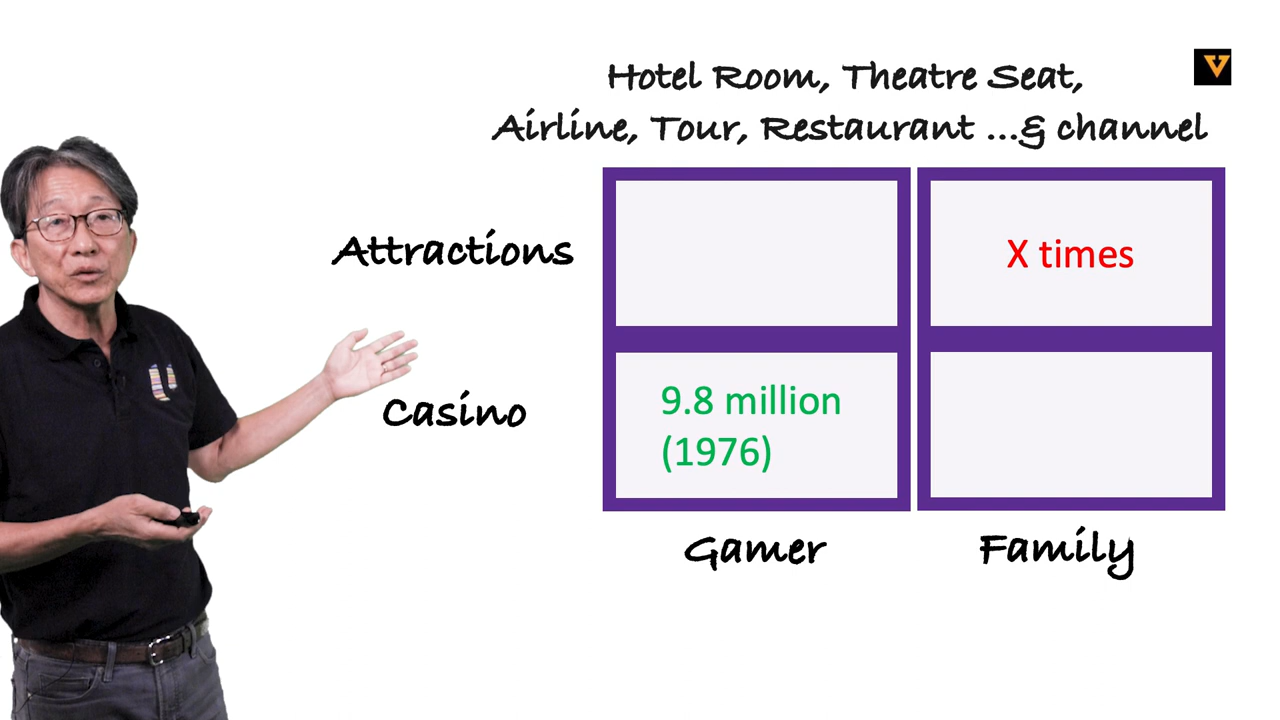 Hotel Room, Theatre Seat,
Airline, Tour, Restaurant ...& channel
Attractions
X times
Casino
9.8 million
(1976)
Gamer
Family